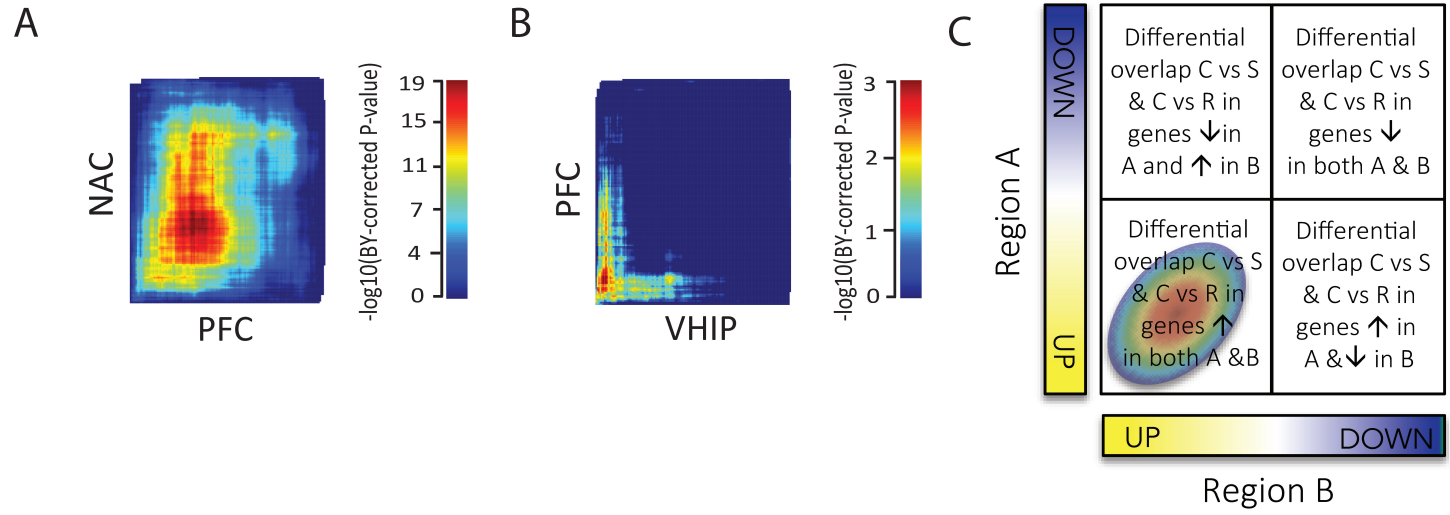 A
NAC
PFC
-log10(BY-corrected P-value)
19
15
11
7
4
0
B
PFC
VHIP
-log10(BY-corrected P-value)
3
2
1
0
C
Region A
DOWN
UP
Differential
overlap C vs S
& C vs R in
genes ↓ in
A and ↑ in B
Differential
overlap C vs S
& C vs R in
genes ↓
in both A & B
Differential
overlap C vs S
& C vs R in
genes ↑
in both A &B
Differential
overlap C vs S
& C vs R in
genes ↑ in
A &↓ in B
UP
DOWN
Region B